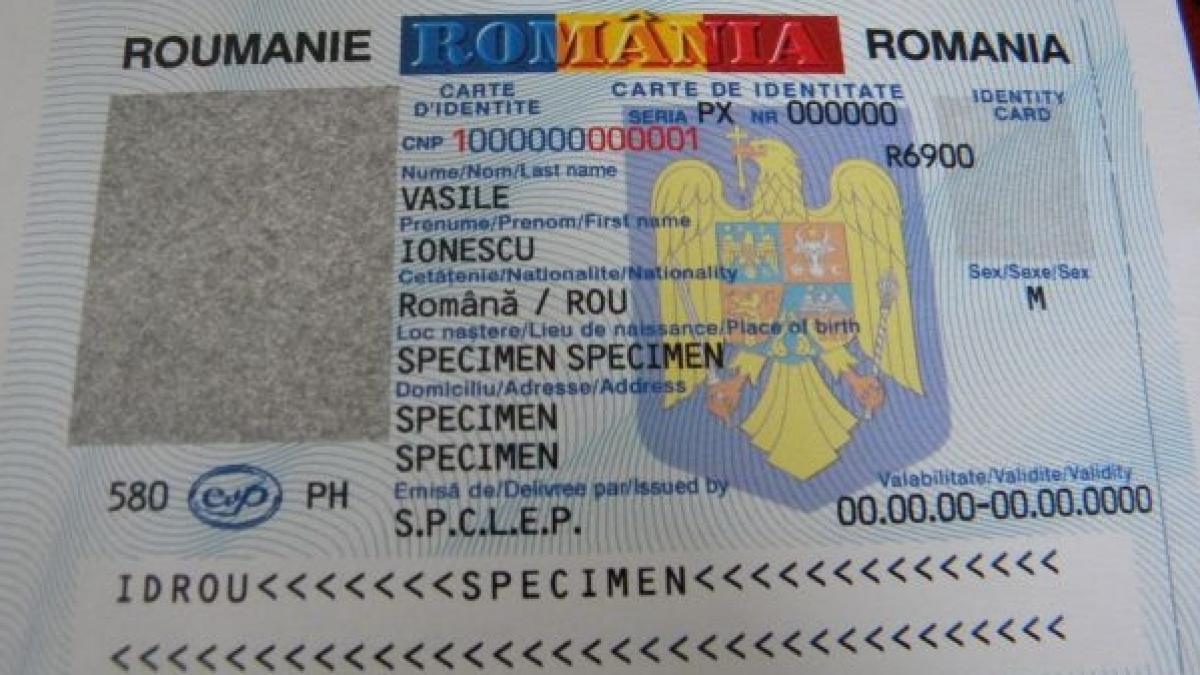 ROUMANIE ROMÂNIA ROMANIA
CARTE D'IDENTITE
CARTE DE IDENTITATE
IDENTITY CARD
SERIA PX NR 000000
CNP 1000000000001
R6900
Nume/Nom/Last name
VASILE
Prenume/Prenom/First name
IONESCU
Cetăţenie/Nationalite/Nationality
Română / ROU
Sex/Sexe/Sex
M
Loc naştere/Lieu de naissance/Place of birth
SPECIMEN SPECIMEN
Domiciliu/Adresse/Address
SPECIMEN
SPECIMEN
580 evp PH
Emisă de/Delivree par/Issued by
S.P.C.L.E.P.
Valabilitate/Validite/Validity
00.00.00-00.00.0000
IDROU<<<<<<<SPECIMEN<<<<<<<<<<<<<<
<<<<<<<<<<<<<<<<<<<<<<<<<<<<<<<<<<<<